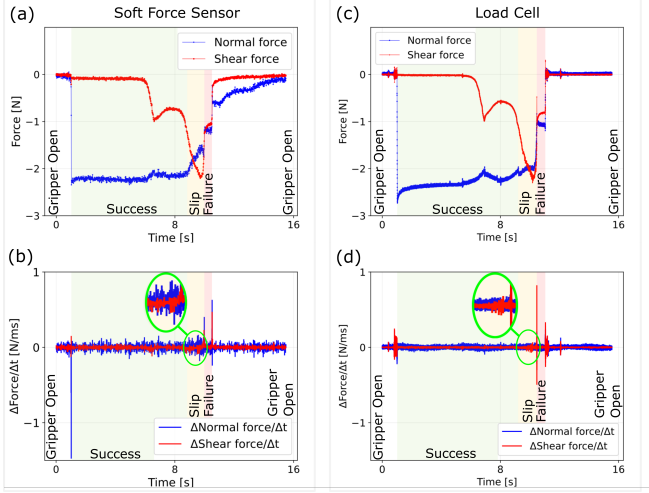 (a)
Soft Force Sensor
Normal force
Shear force
Force [N]
1
0
−1
−2
−3
Gripper Open
Success
Slip
Failure
Gripper Open
0
8
16
Time [s]
(c)
Load Cell
Normal force
Shear force
Force [N]
1
0
−1
−2
−3
Gripper Open
Success
Slip
Failure
Gripper Open
0
8
16
Time [s]
(b)
ΔForce/Δt [N/ms]
1
0
−1
Gripper Open
Success
Slip
Failure
Gripper
Open
ΔNormal force/Δt
ΔShear force/Δt
0
8
16
Time [s]
(d)
ΔForce/Δt [N/ms]
1
0
−1
Gripper Open
Success
Slip
Failure
Gripper
Open
ΔNormal force/Δt
ΔShear force/Δt
0
8
16
Time [s]